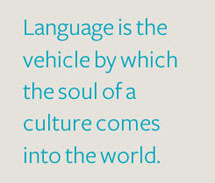 Language is the
vehicle by which
the soul of a
culture comes
into the world.